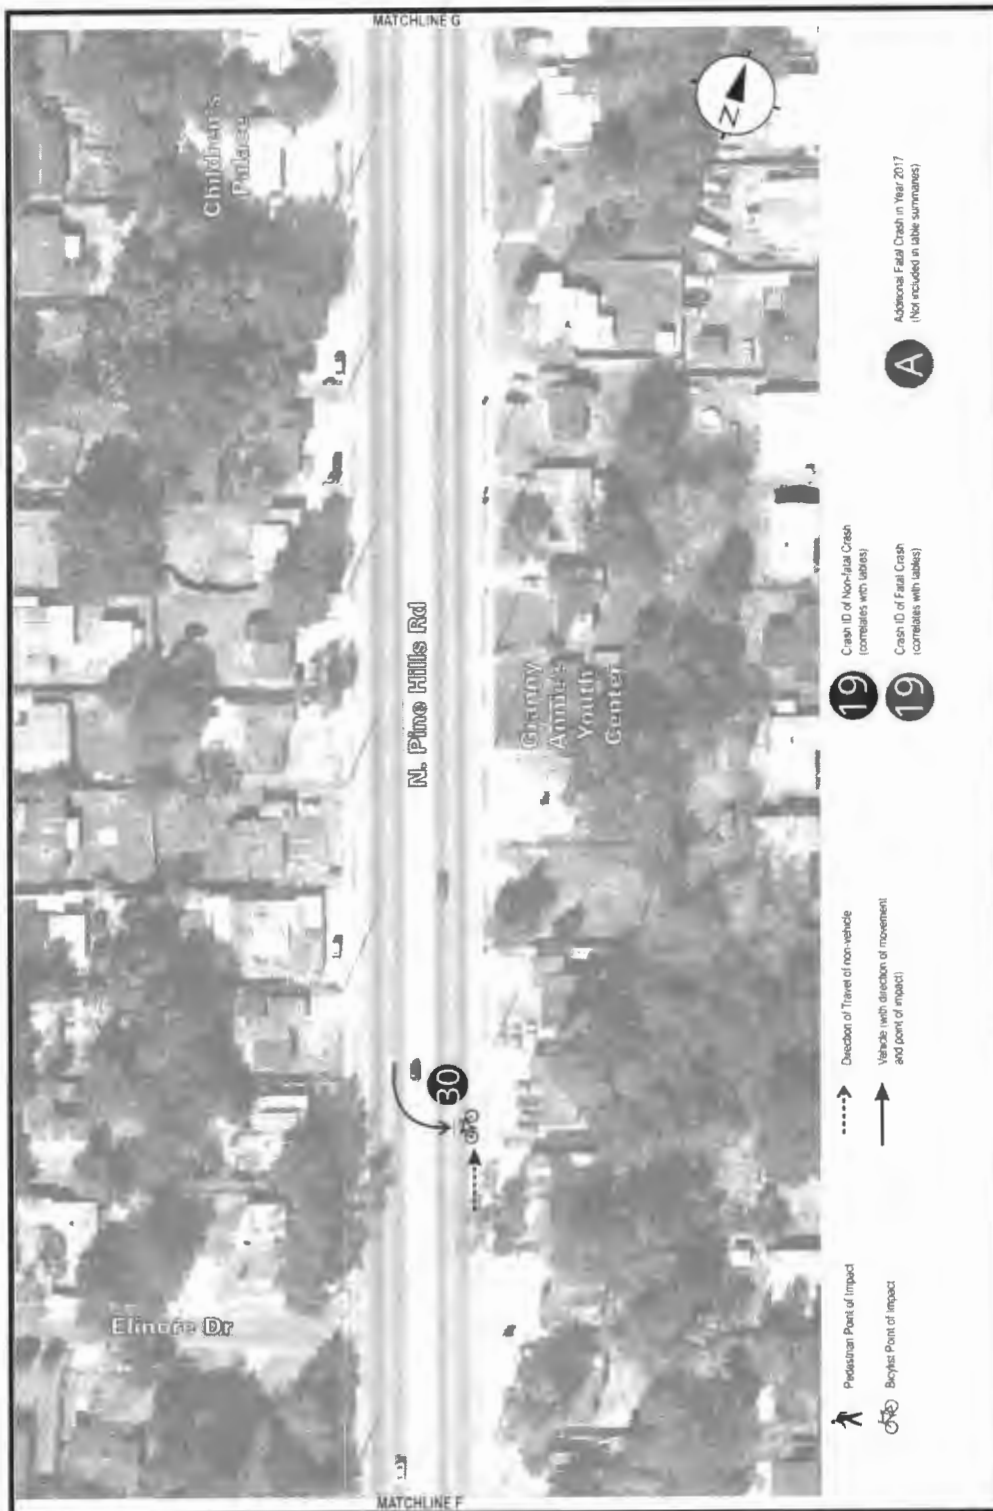 MATCHLINE G
Children's
Palace
N
N. Pine Hills Rd
Granny
Annie's
Youth
Center
30
Elinore Dr
MATCHLINE F
Pedestrian Point of Impact
Bicyclist Point of Impact
Direction of Travel of non-vehicle
Vehicle (with direction of movement
and point of impact)
19
Crash ID of Non-fatal Crash
(correlates with tables)
19
Crash ID of Fatal Crash
(correlates with tables)
A
Additional Fatal Crash in Year 2017
(Not included in table summaries)